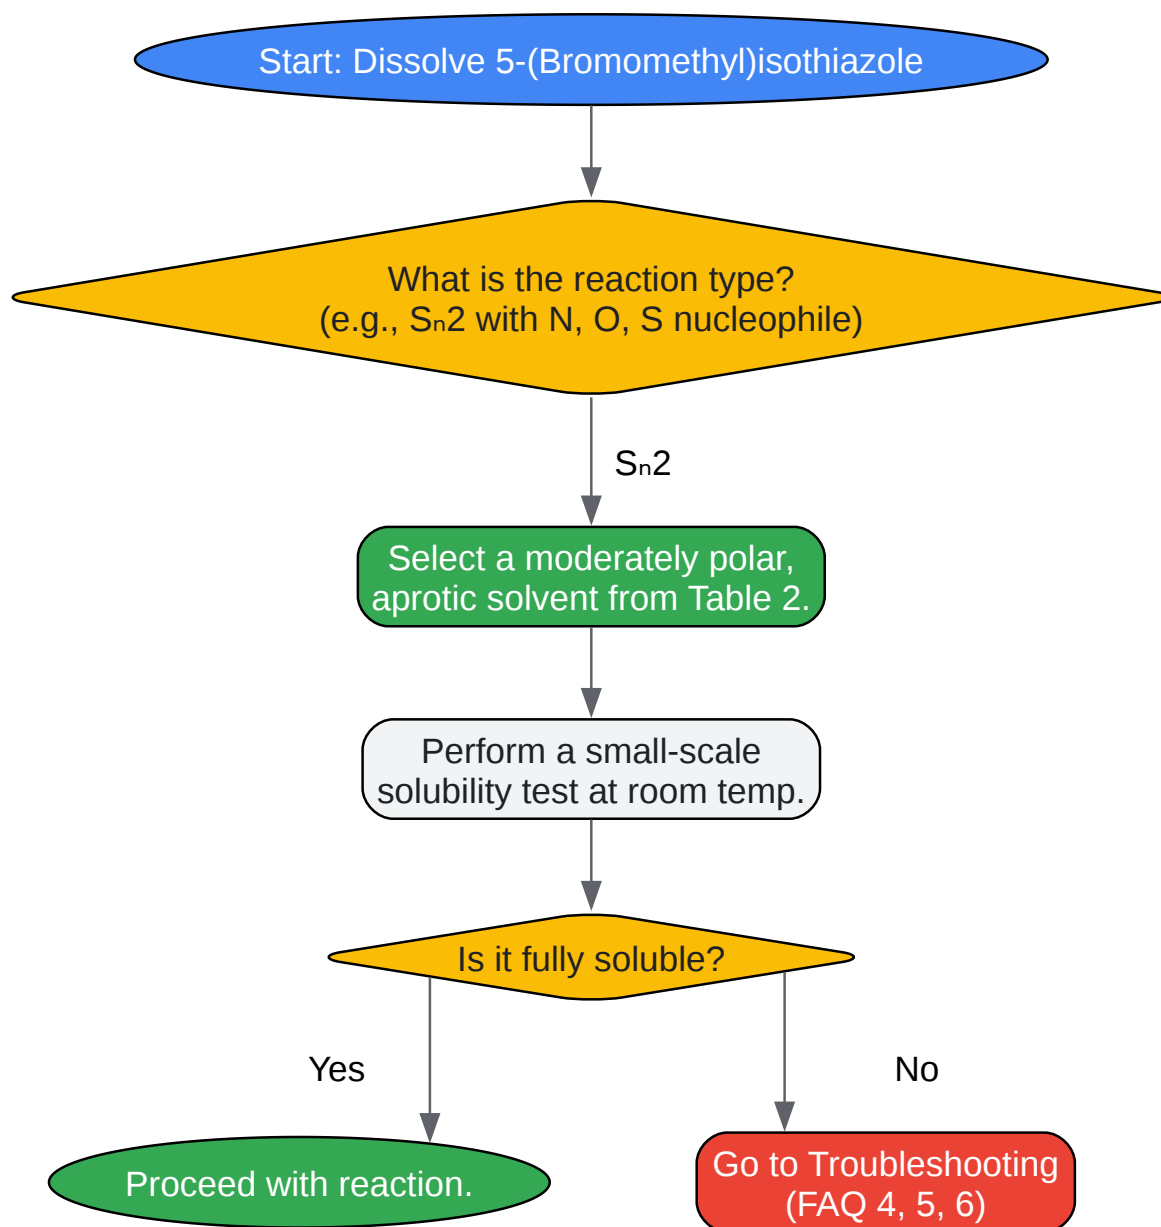 Start: Dissolve 5-(Bromomethyl)isothiazole
What is the reaction type?
(e.g., Sₙ2 with N, O, S nucleophile)
Sₙ2
Select a moderately polar,
aprotic solvent from Table 2.
Perform a small-scale
solubility test at room temp.
Is it fully soluble?
Yes
No
Proceed with reaction.
Go to Troubleshooting
(FAQ 4, 5, 6)